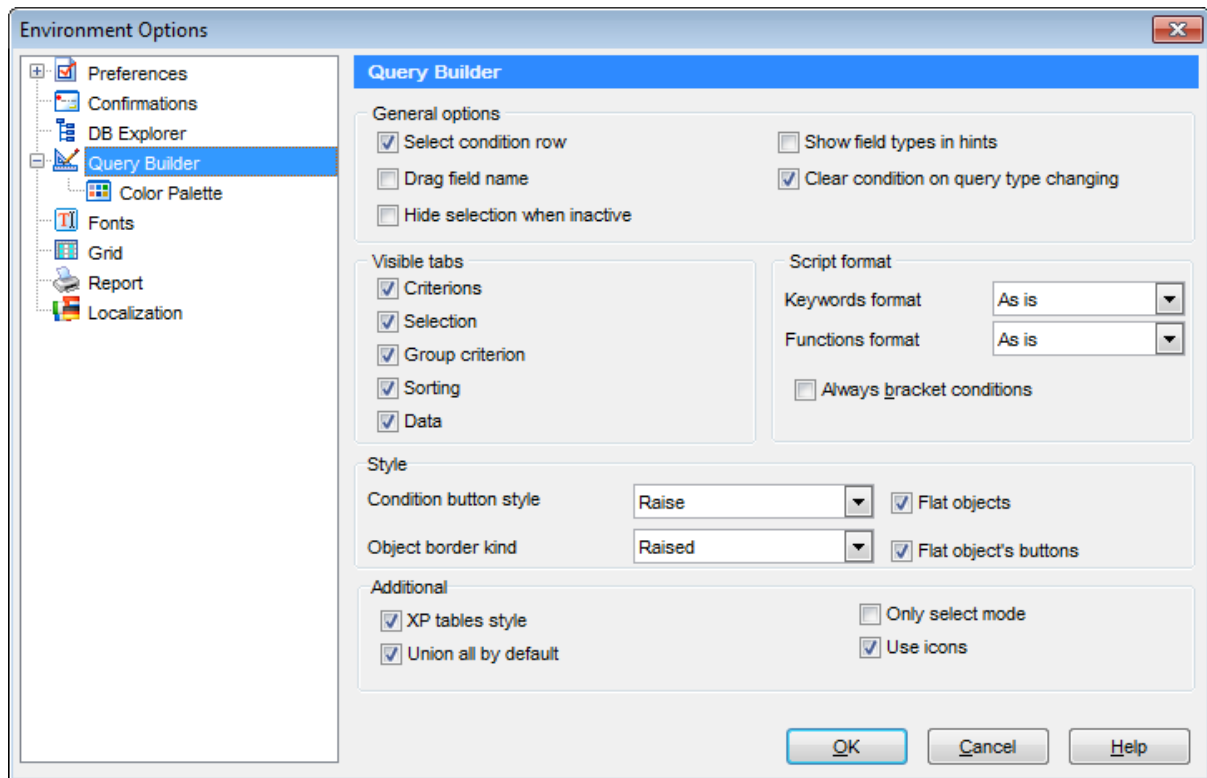 Environment Options
Preferences
Confirmations
DB Explorer
Query Builder
Color Palette
Fonts
Grid
Report
Localization
Query Builder
General options
Select condition row
Show field types in hints
Drag field name
Clear condition on query type changing
Hide selection when inactive
Visible tabs
Criterions
Selection
Group criterion
Sorting
Data
Script format
Keywords format As is
Functions format As is
Always bracket conditions
Style
Condition button style Raise Flat objects
Object border kind Raised Flat object's buttons
Additional
XP tables style
Only select mode
Union all by default
Use icons
OK Cancel Help